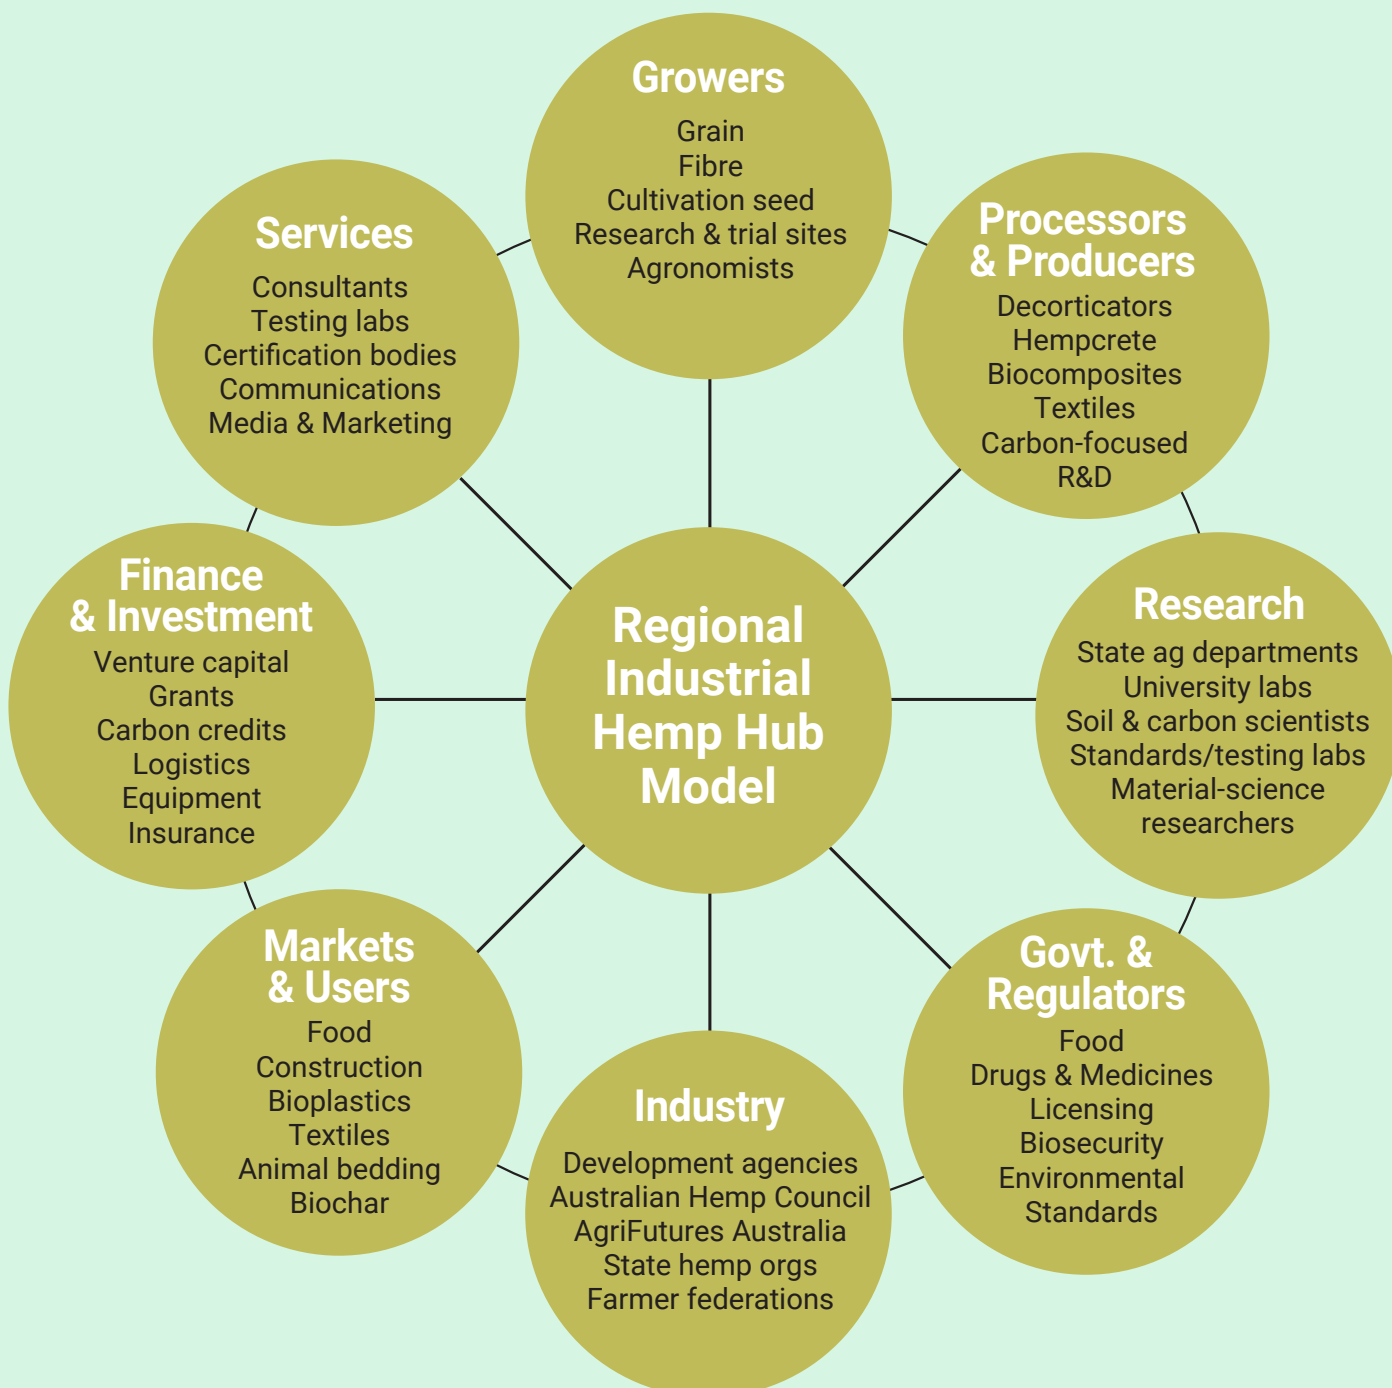 Growers
Grain
Fibre
Cultivation seed
Research & trial sites
Agronomists
Processors
& Producers
Decorticators
Hempcrete
Biocomposites
Textiles
Carbon-focused
R&D
Research
State ag departments
University labs
Soil & carbon scientists
Standards/testing labs
Material-science
researchers
Govt. &
Regulators
Food
Drugs & Medicines
Licensing
Biosecurity
Environmental
Standards
Industry
Development agencies
Australian Hemp Council
AgriFutures Australia
State hemp orgs
Farmer federations
Markets
& Users
Food
Construction
Bioplastics
Textiles
Animal bedding
Biochar
Finance
& Investment
Venture capital
Grants
Carbon credits
Logistics
Equipment
Insurance
Services
Consultants
Testing labs
Certification bodies
Communications
Media & Marketing
Regional
Industrial
Hemp Hub
Model